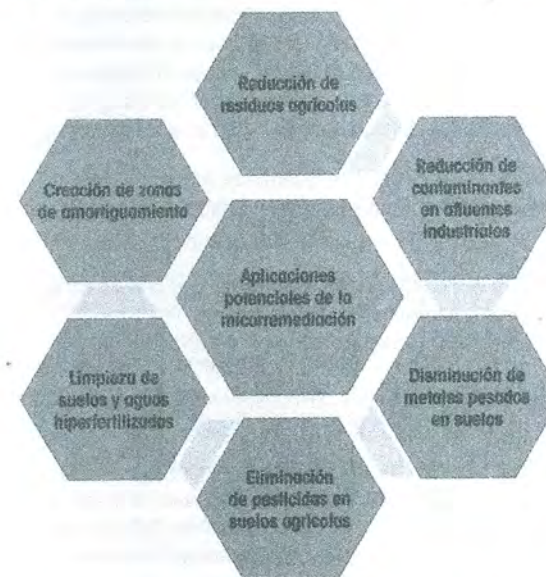 Reducción de
residuos agrícolas
Creación de zonas
de amortiguamiento
Reducción de
contaminantes
en afluentes
industriales
Aplicaciones
potenciales de la
micorremediación
Limpieza de
suelos y aguas
hiperfertilizadas
Disminución de
metales pesados
en suelos
Eliminación
de pesticidas en
suelos agrícolas